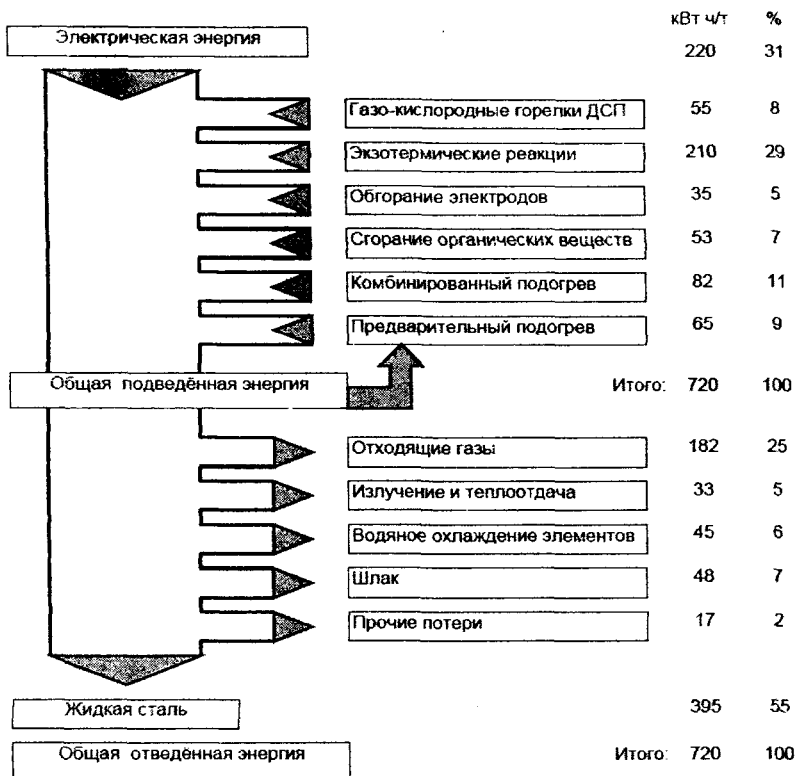 кВт ч/т %
Электрическая энергия 220 31
Газо-кислородные горелки ДСП 55 8
Экзотермические реакции 210 29
Обгорание электродов 35 5
Сгорание органических веществ 53 7
Комбинированный подогрев 82 11
Предварительный подогрев 65 9
Общая подведённая энергия Итого: 720 100
Отходящие газы 182 25
Излучение и теплоотдача 33 5
Водяное охлаждение элементов 45 6
Шлак 48 7
Прочие потери 17 2
Жидкая сталь 395 55
Общая отведённая энергия Итого: 720 100